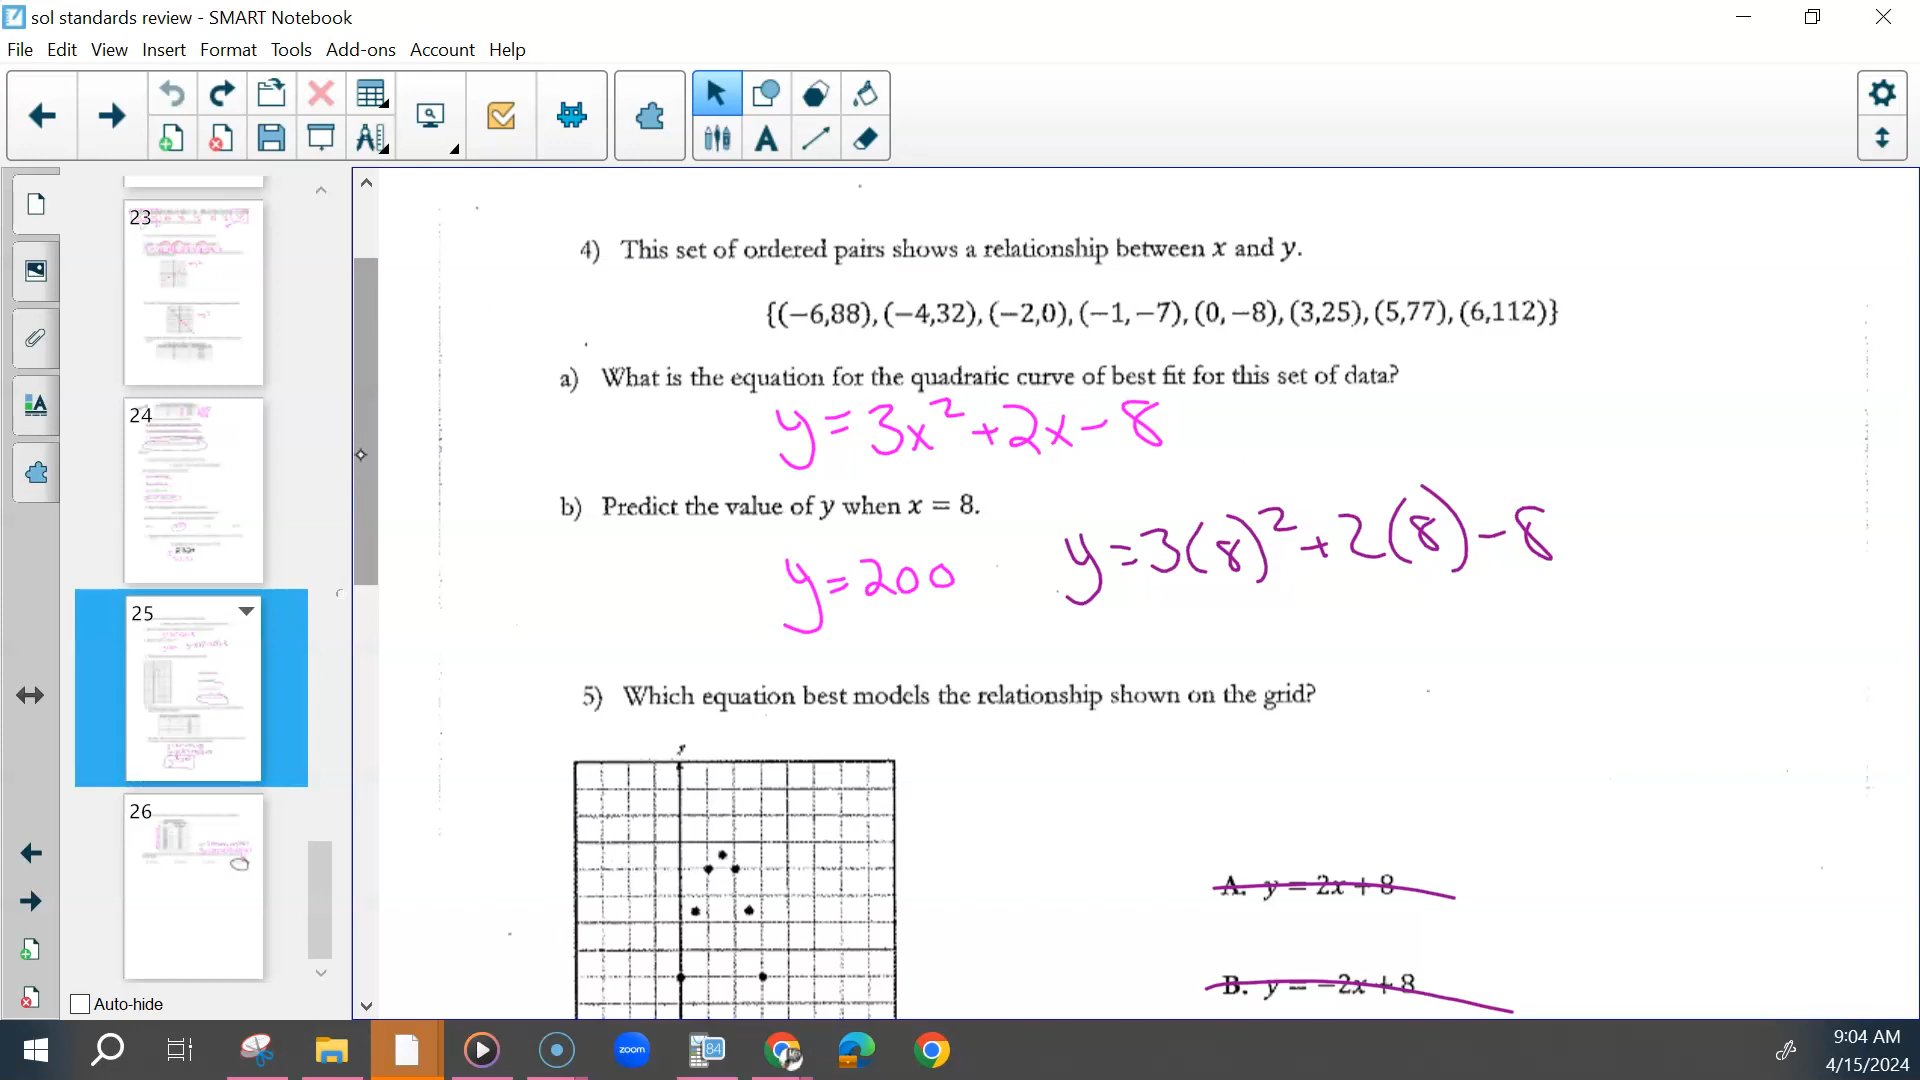 sol standards review - SMART Notebook
File Edit View Insert Format Tools Add-ons Account Help
23
24
25
26
Auto-hide
4) This set of ordered pairs shows a relationship between x and y.
{(−6,88), (−4,32), (−2,0), (−1,−7), (0,−8), (3,25), (5,77), (6,112)}
a) What is the equation for the quadratic curve of best fit for this set of data?
y = 3x² + 2x − 8
b) Predict the value of y when x = 8.
y = 3(8)² + 2(8) − 8
y = 200
5) Which equation best models the relationship shown on the grid?
y
A. y = 2x + 8
B. y = −2x + 8
zoom
84
9:04 AM
4/15/2024